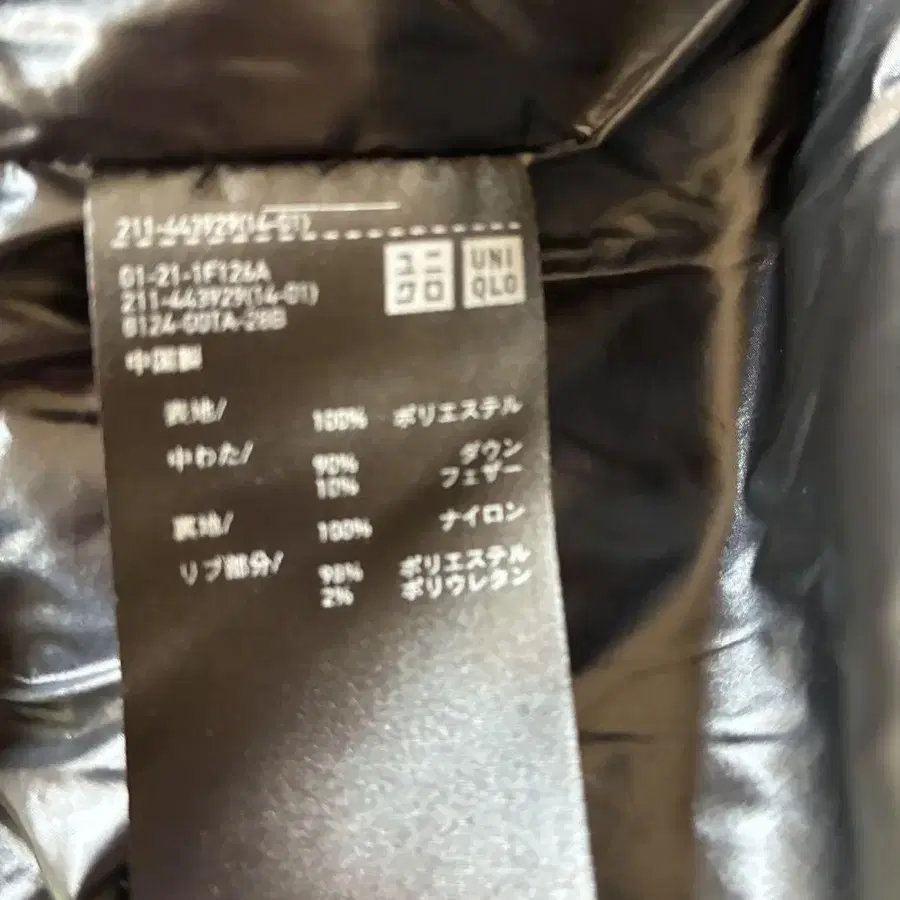 211-443929(14-01)
ユニ
クロ
UNI
QLO
01-21-1F126A
211-443929(14-01)
中国製
表地/ 100% ポリエステル
中わた/ 90% ダウン
10% フェザー
裏地/ 100% ナイロン
リブ部分/ 98% ポリエステル
2% ポリウレタン